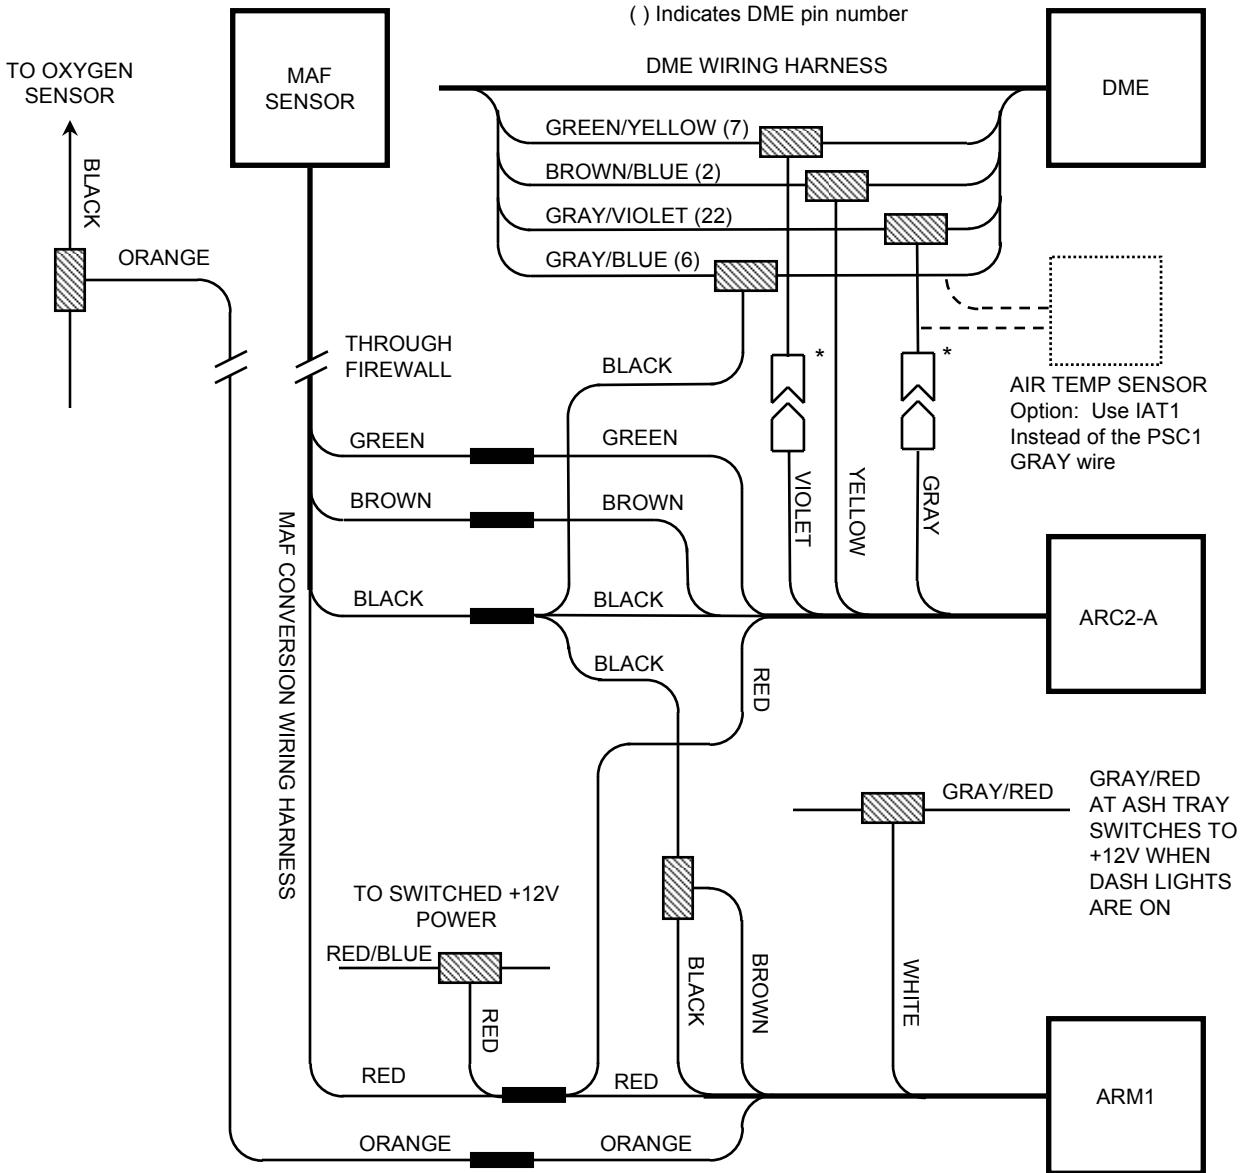 ( ) Indicates DME pin number
TO OXYGEN
SENSOR
MAF
SENSOR
DME WIRING HARNESS
DME
BLACK
GREEN/YELLOW (7)
BROWN/BLUE (2)
GRAY/VIOLET (22)
GRAY/BLUE (6)
ORANGE
THROUGH
FIREWALL
BLACK
*
*
AIR TEMP SENSOR
Option: Use IAT1
Instead of the PSC1
GRAY wire
GREEN
GREEN
VIOLET
YELLOW
GRAY
BROWN
BROWN
MAF CONVERSION WIRING HARNESS
BLACK
BLACK
ARC2-A
BLACK
RED
GRAY/RED
GRAY/RED
AT ASH TRAY
SWITCHES TO
+12V WHEN
DASH LIGHTS
ARE ON
TO SWITCHED +12V
POWER
RED/BLUE
RED
BLACK
BROWN
WHITE
RED
RED
ARM1
ORANGE
ORANGE